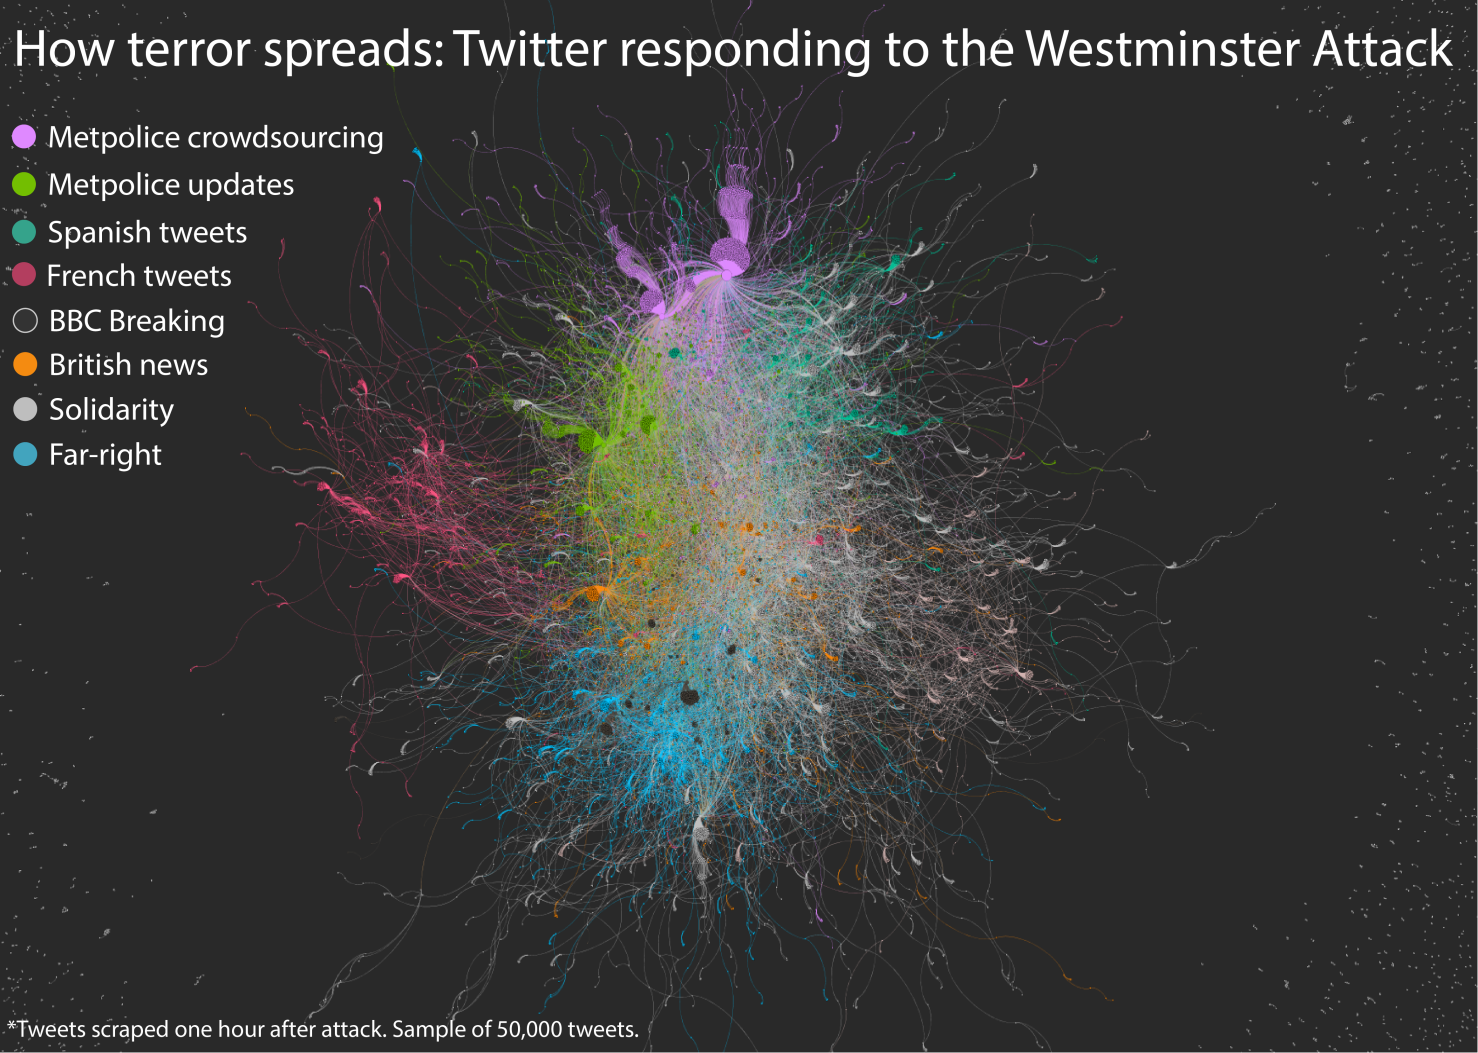 How terror spreads: Twitter responding to the Westminster Attack
Metpolice crowdsourcing
Metpolice updates
Spanish tweets
French tweets
BBC Breaking
British news
Solidarity
Far-right
*Tweets scraped one hour after attack. Sample of 50,000 tweets.